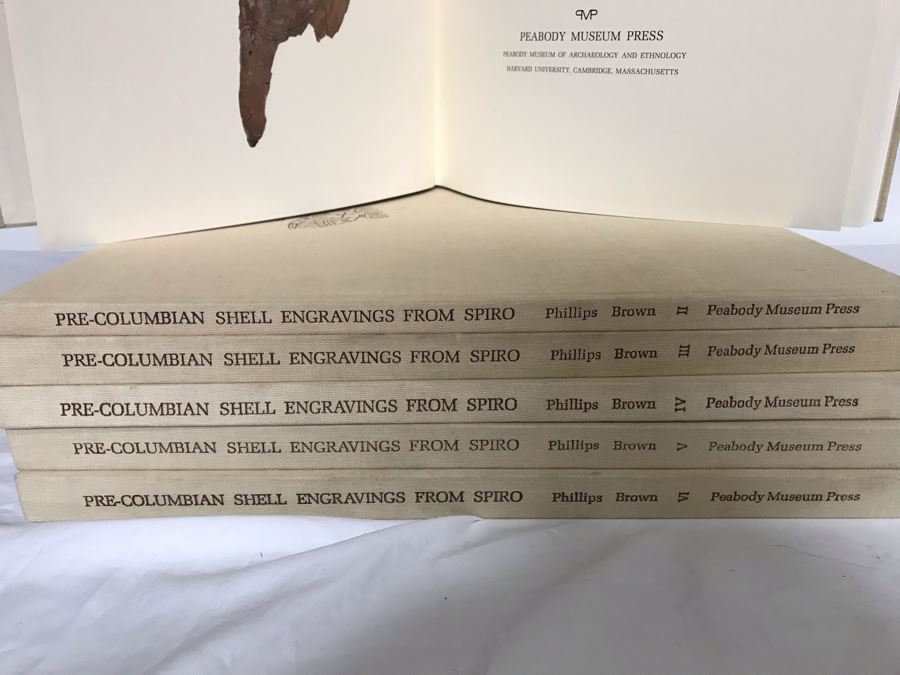 PMP
PEABODY MUSEUM PRESS
PEABODY MUSEUM OF ARCHAEOLOGY AND ETHNOLOGY
HARVARD UNIVERSITY, CAMBRIDGE, MASSACHUSETTS
PRE-COLUMBIAN SHELL ENGRAVINGS FROM SPIRO Phillips Brown II Peabody Museum Press
PRE-COLUMBIAN SHELL ENGRAVINGS FROM SPIRO Phillips Brown III Peabody Museum Press
PRE-COLUMBIAN SHELL ENGRAVINGS FROM SPIRO Phillips Brown IV Peabody Museum Press
PRE-COLUMBIAN SHELL ENGRAVINGS FROM SPIRO Phillips Brown V Peabody Museum Press
PRE-COLUMBIAN SHELL ENGRAVINGS FROM SPIRO Phillips Brown VI Peabody Museum Press